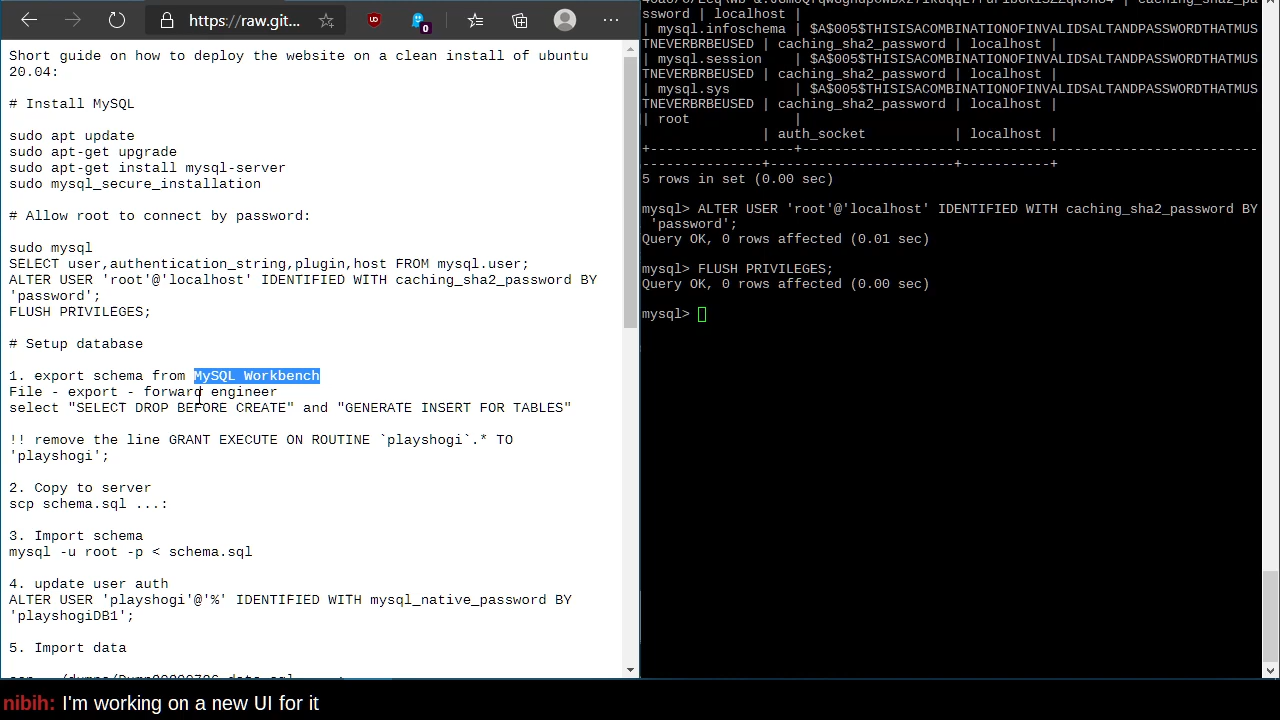 https://raw.git...
0
Short guide on how to deploy the website on a clean install of ubuntu
20.04:
# Install MySQL
sudo apt update
sudo apt-get upgrade
sudo apt-get install mysql-server
sudo mysql_secure_installation
# Allow root to connect by password:
sudo mysql
SELECT user,authentication_string,plugin,host FROM mysql.user;
ALTER USER 'root'@'localhost' IDENTIFIED WITH caching_sha2_password BY
'password';
FLUSH PRIVILEGES;
# Setup database
1. export schema from MySQL Workbench
File - export - forward engineer
select "SELECT DROP BEFORE CREATE" and "GENERATE INSERT FOR TABLES"
!! remove the line GRANT EXECUTE ON ROUTINE `playshogi`.* TO
'playshogi';
2. Copy to server
scp schema.sql ...:
3. Import schema
mysql -u root -p < schema.sql
4. update user auth
ALTER USER 'playshogi'@'%' IDENTIFIED WITH mysql_native_password BY
'playshogiDB1';
5. Import data
ssword | localhost |
| mysql.infoschema | $A$005$THISISACOMBINATIONOFINVALIDSALTANDPASSWORDTHATMUS
TNEVERBRBEUSED | caching_sha2_password | localhost |
| mysql.session    | $A$005$THISISACOMBINATIONOFINVALIDSALTANDPASSWORDTHATMUS
TNEVERBRBEUSED | caching_sha2_password | localhost |
| mysql.sys        | $A$005$THISISACOMBINATIONOFINVALIDSALTANDPASSWORDTHATMUS
TNEVERBRBEUSED | caching_sha2_password | localhost |
| root             |
| auth_socket           | localhost |
+------------------+-------------------------------------------------------
---------------+-----------------------+-----------+
5 rows in set (0.00 sec)
mysql> ALTER USER 'root'@'localhost' IDENTIFIED WITH caching_sha2_password BY
'password';
Query OK, 0 rows affected (0.01 sec)
mysql> FLUSH PRIVILEGES;
Query OK, 0 rows affected (0.00 sec)
mysql>
nibih: I'm working on a new UI for it